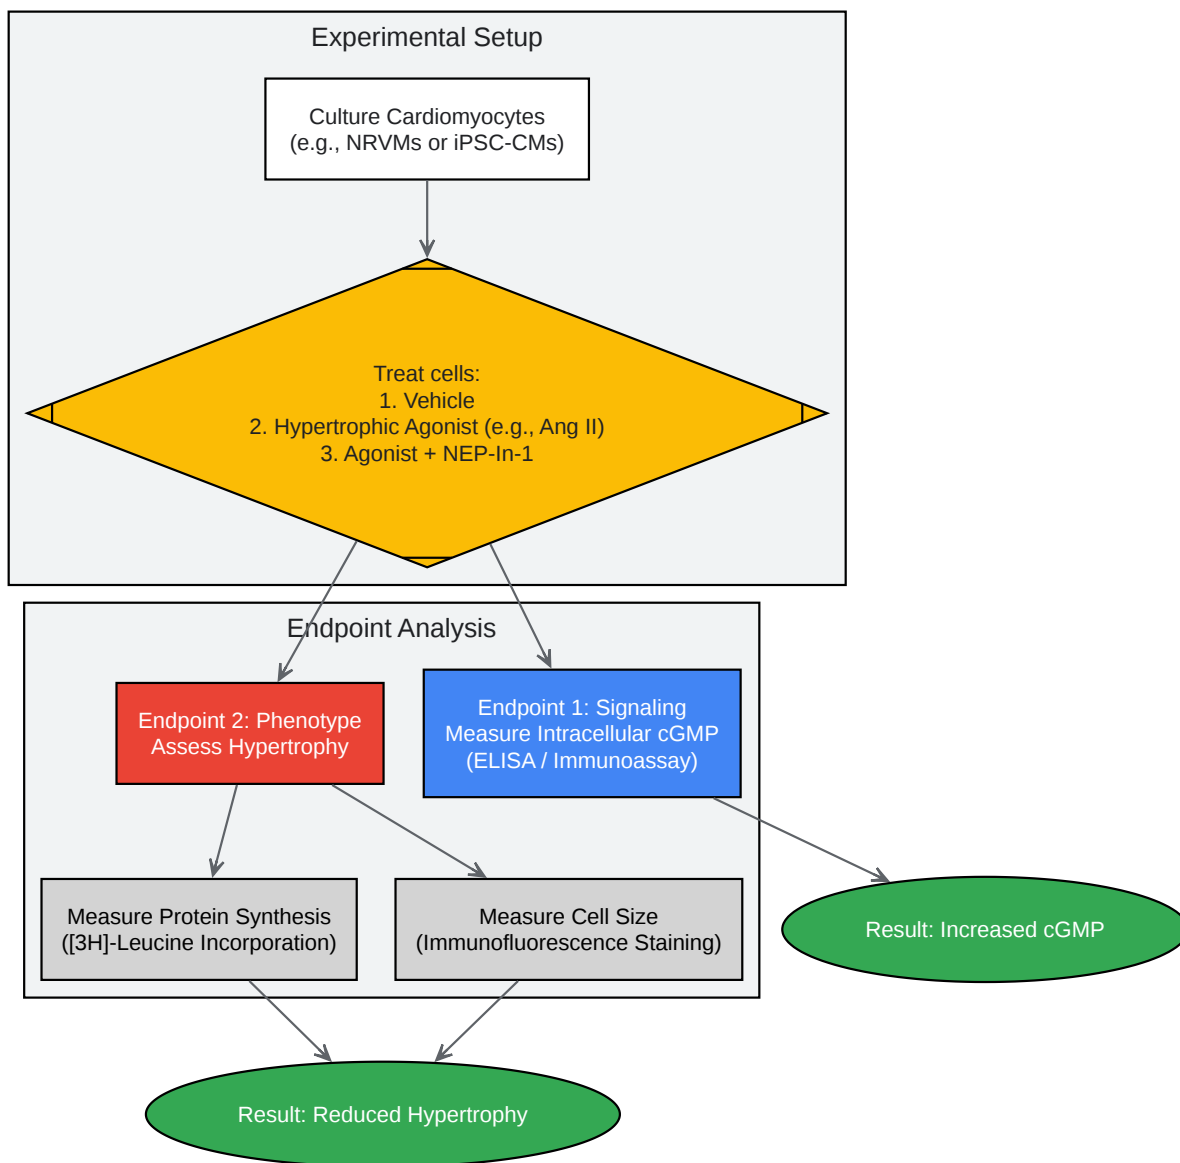 Experimental Setup
Culture Cardiomyocytes
(e.g., NRVMs or iPSC-CMs)
Treat cells:
1. Vehicle
2. Hypertrophic Agonist (e.g., Ang II)
3. Agonist + NEP-In-1
Endpoint Analysis
Endpoint 2: Phenotype
Assess Hypertrophy
Endpoint 1: Signaling
Measure Intracellular cGMP
(ELISA / Immunoassay)
Measure Protein Synthesis
([3H]-Leucine Incorporation)
Measure Cell Size
(Immunofluorescence Staining)
Result: Increased cGMP
Result: Reduced Hypertrophy